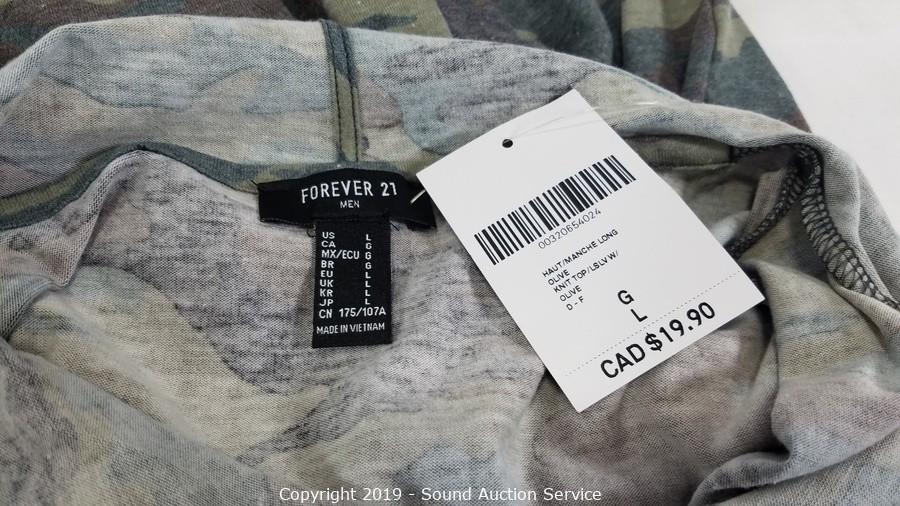 FOREVER 21
MEN
US L
CA G
MX/ECU G
BR G
EU L
UK L
KR L
JP L
CN 175/107A
MADE IN VIETNAM
00320654024
HAUT/MANCHE LONG
OLIVE
KNIT TOP/LSLV W/
OLIVE
D - F
G
L
CAD $19.90
Copyright 2019 - Sound Auction Service